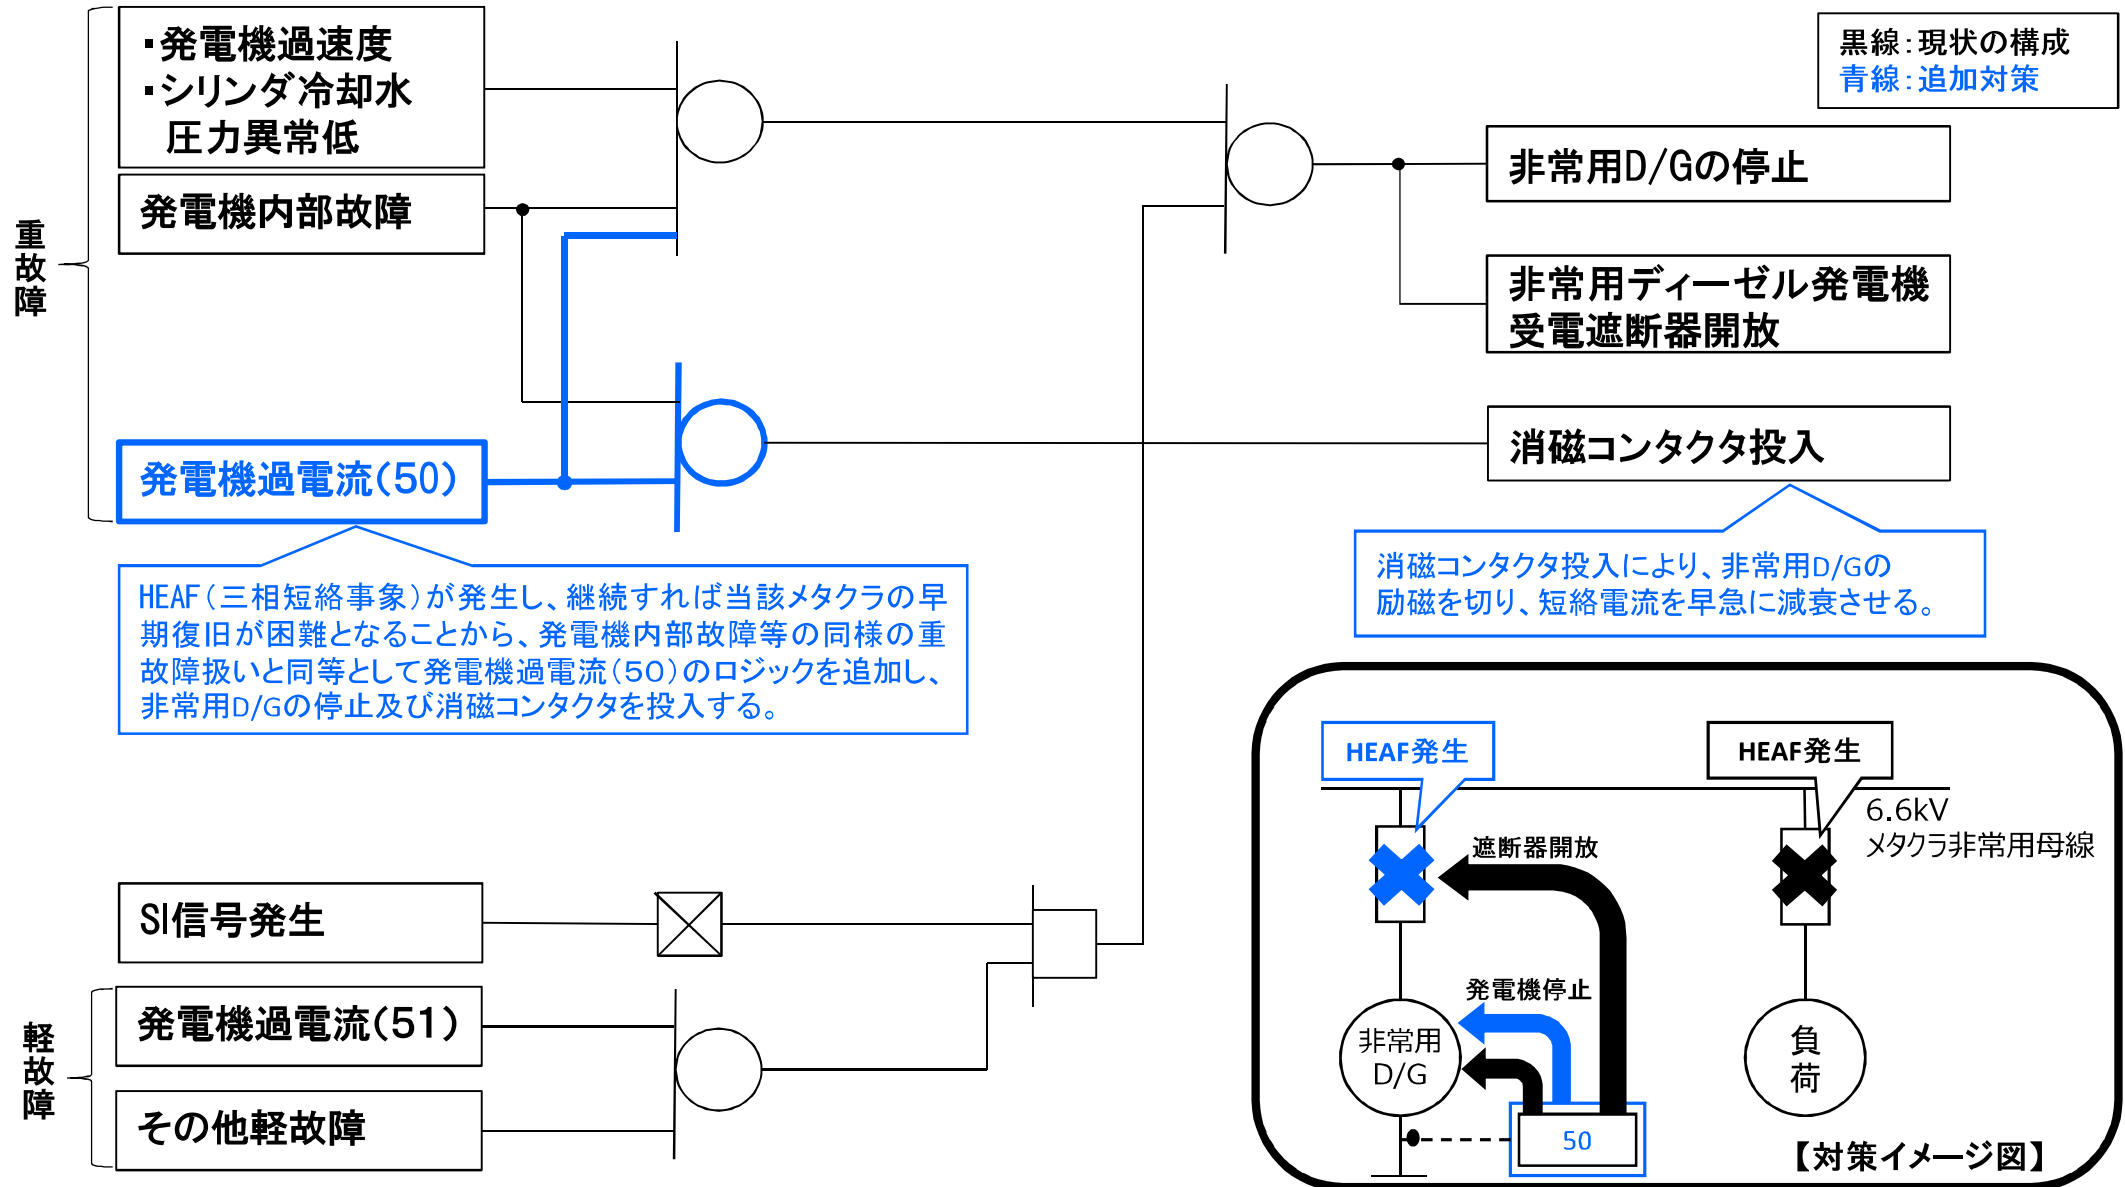 ・発電機過速度
・シリンダ冷却水
圧力異常低
発電機内部故障
重故障
発電機過電流(50)
HEAF(三相短絡事象)が発生し、継続すれば当該メタクラの早
期復旧が困難となることから、発電機内部故障等の同様の重
故障扱いと同等として発電機過電流(50)のロジックを追加し、
非常用D/Gの停止及び消磁コンタクタを投入する。
黒線:現状の構成
青線:追加対策
非常用D/Gの停止
非常用ディーゼル発電機
受電遮断器開放
消磁コンタクタ投入
消磁コンタクタ投入により、非常用D/Gの
励磁を切り、短絡電流を早急に減衰させる。
SI信号発生
軽故障
発電機過電流(51)
その他軽故障
HEAF発生
HEAF発生
6.6kV
メタクラ非常用母線
遮断器開放
発電機停止
非常用
D/G
負
荷
50
【対策イメージ図】